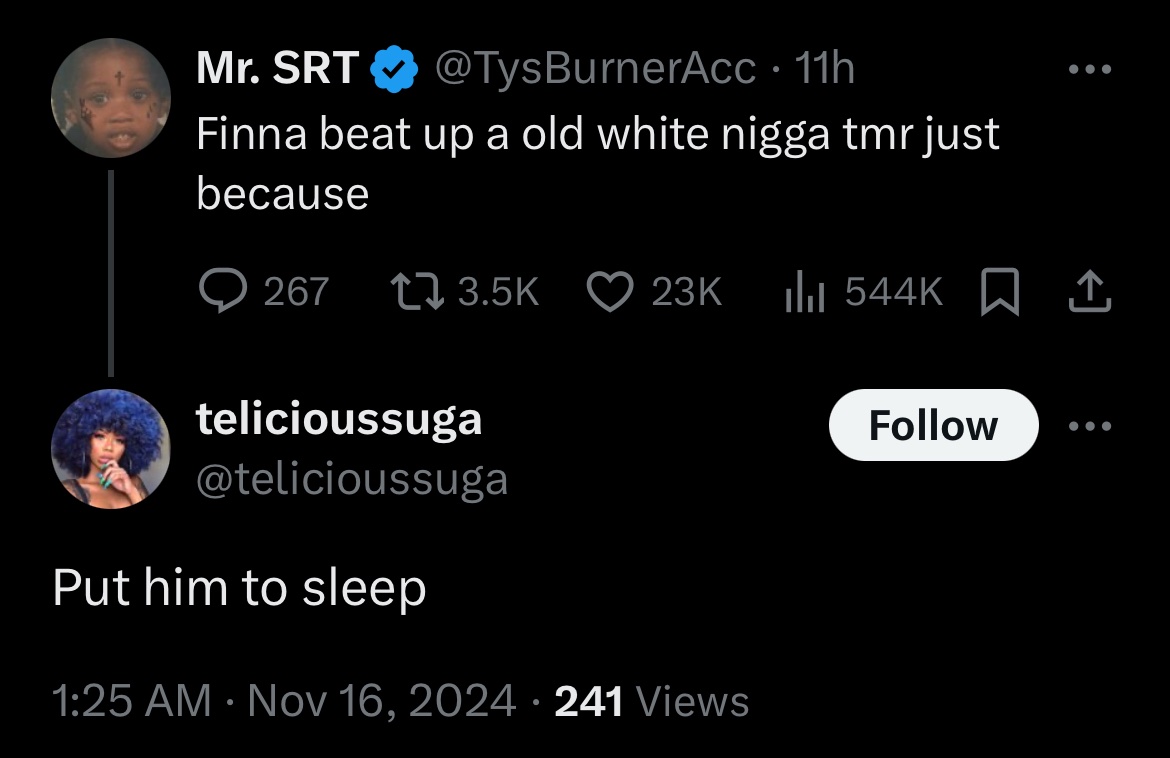 Mr. SRT @TysBurnerAcc · 11h
Finna beat up a old white nigga tmr just
because
267 3.5K 23K 544K
telicioussuga
Follow
@telicioussuga
Put him to sleep
1:25 AM · Nov 16, 2024 · 241 Views